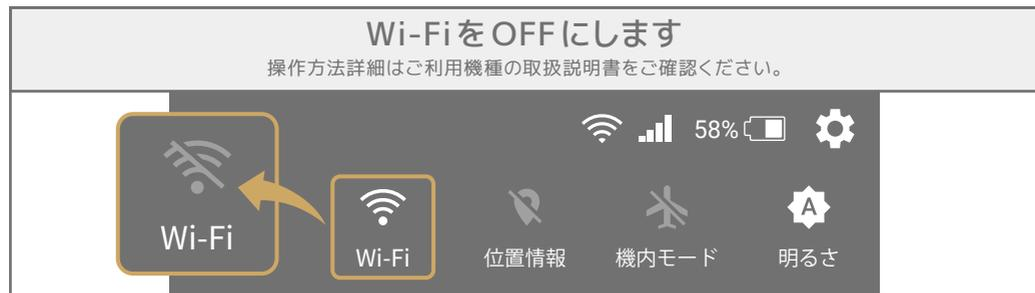 Wi-FiをOFFにします
操作方法詳細はご利用機種の取扱説明書をご確認ください。
58%
A
Wi-Fi
Wi-Fi
位置情報
機内モード
明るさ